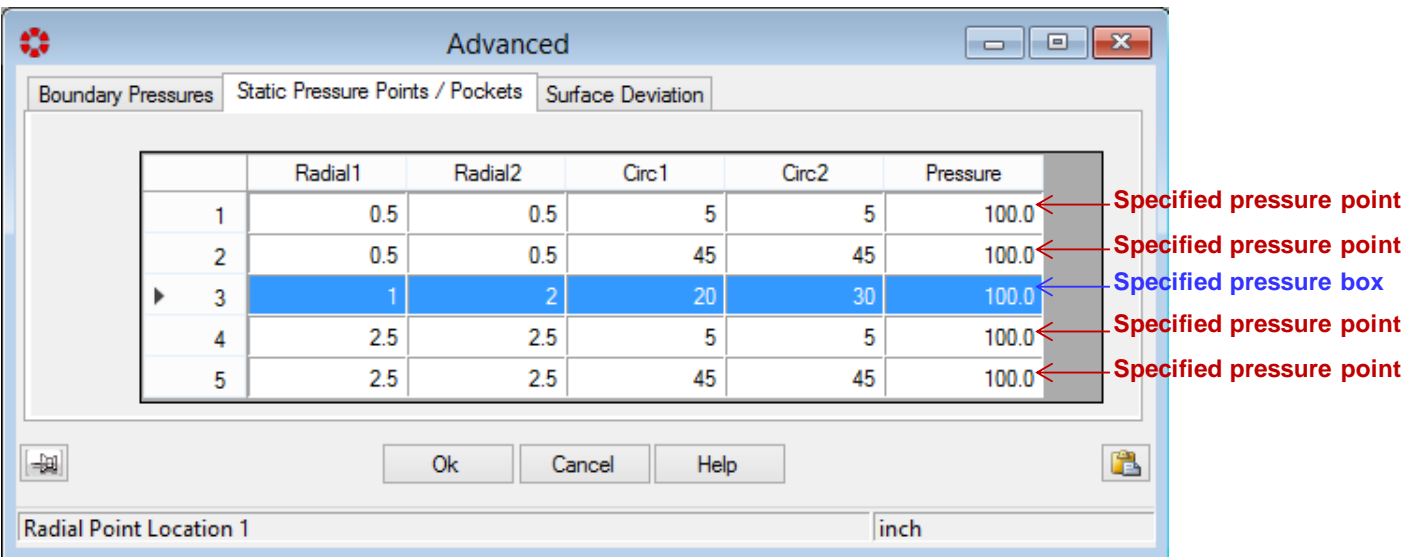 Advanced
Boundary Pressures Static Pressure Points / Pockets Surface Deviation
Radial1 Radial2 Circ1 Circ2 Pressure
1 0.5 0.5 5 5 100.0 Specified pressure point
2 0.5 0.5 45 45 100.0 Specified pressure point
3 1 2 20 30 100.0 Specified pressure box
4 2.5 2.5 5 5 100.0 Specified pressure point
5 2.5 2.5 45 45 100.0 Specified pressure point
Ok Cancel Help
Radial Point Location 1 inch